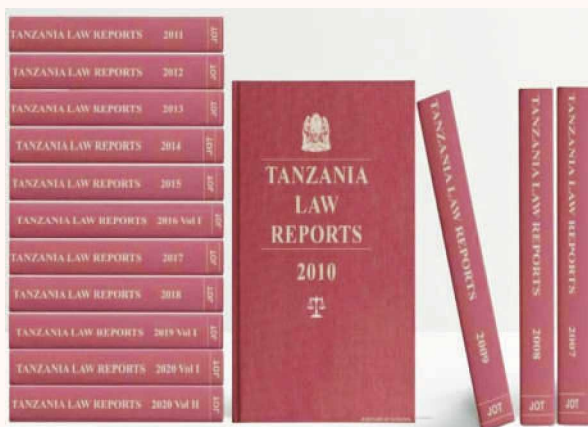 TANZANIA LAW REPORTS 2011 JOT
TANZANIA LAW REPORTS 2012 JOT
TANZANIA LAW REPORTS 2013 JOT
TANZANIA LAW REPORTS 2014 JOT
TANZANIA LAW REPORTS 2015 JOT
TANZANIA LAW REPORTS 2016 Vol I JOT
TANZANIA LAW REPORTS 2017 JOT
TANZANIA LAW REPORTS 2018 JOT
TANZANIA LAW REPORTS 2019 Vol I JOT
TANZANIA LAW REPORTS 2020 Vol I JOT
TANZANIA LAW REPORTS 2020 Vol II JOT
TANZANIA
LAW
REPORTS
2010
TANZANIA LAW REPORTS 2009 JOT
TANZANIA LAW REPORTS 2008 JOT
TANZANIA LAW REPORTS 2007 JOT